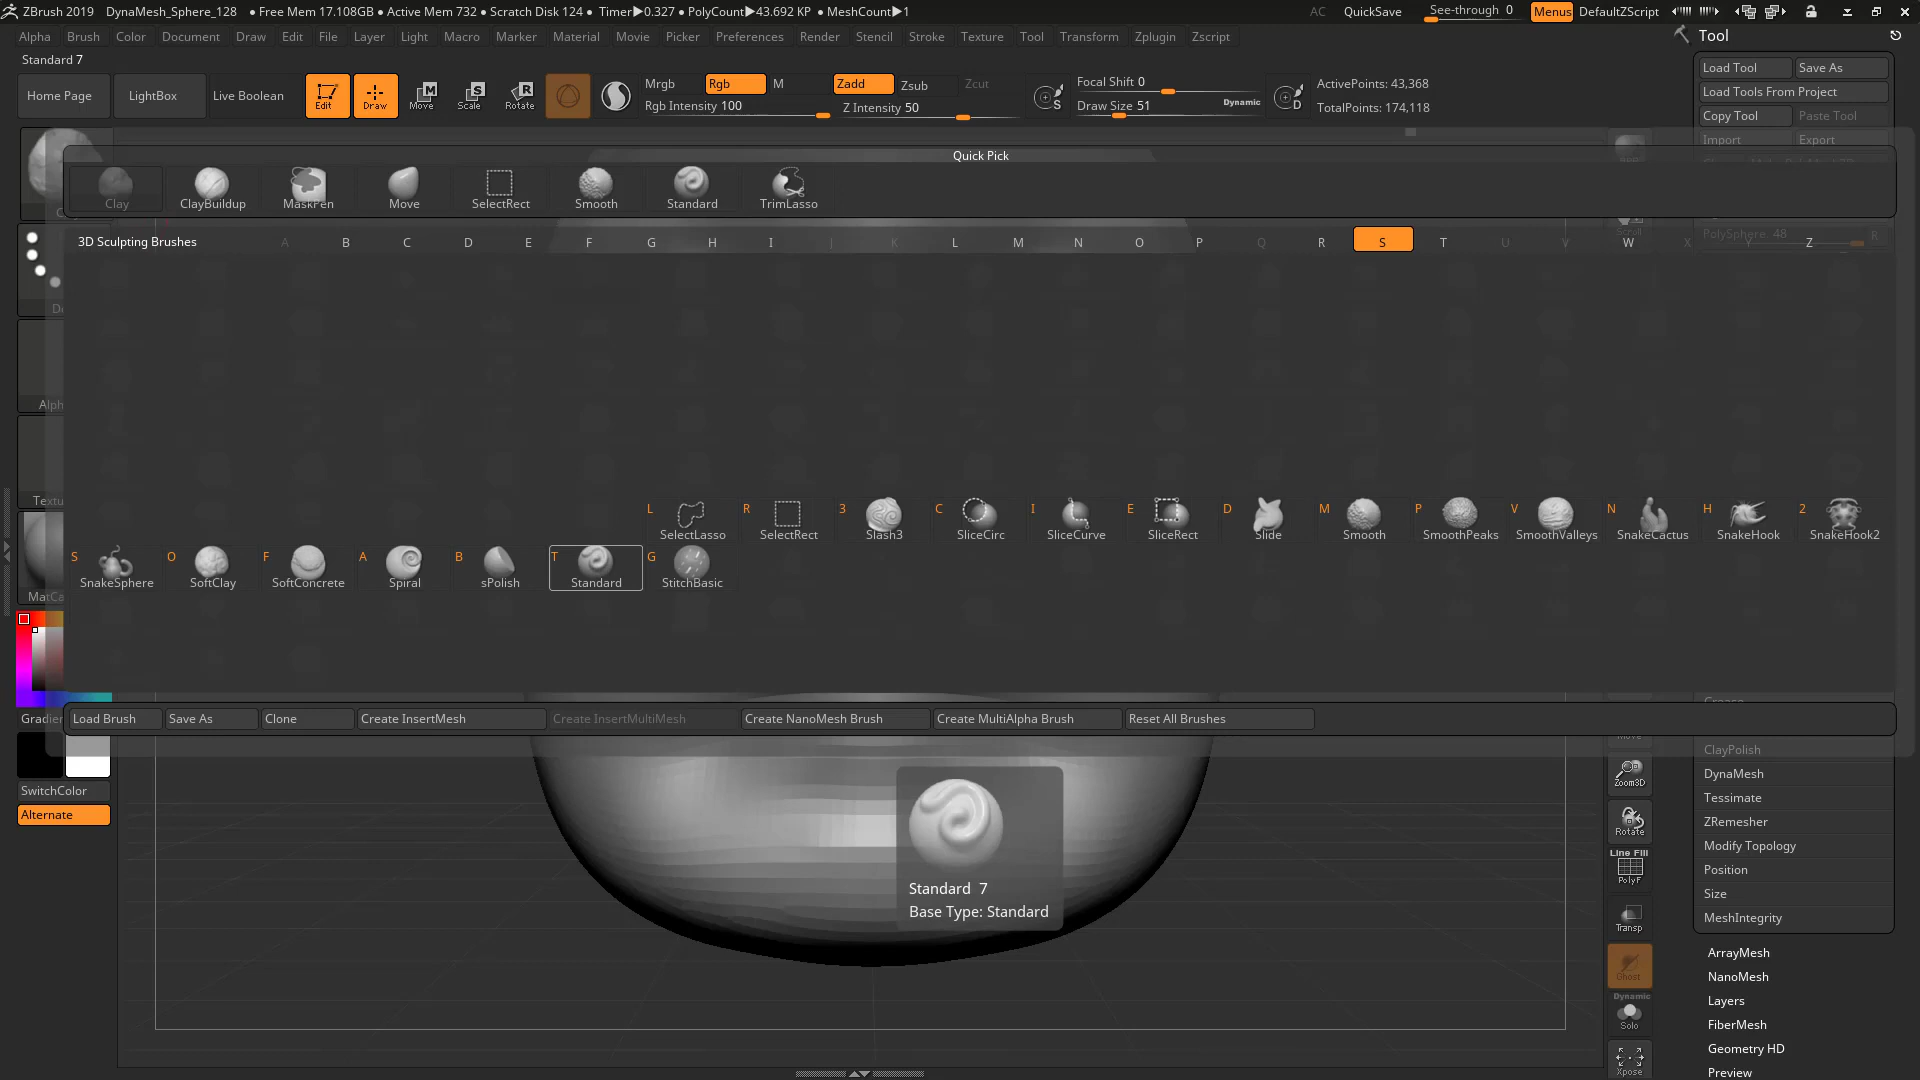 ZBrush 2019 DynaMesh_Sphere_128 • Free Mem 17.108GB • Active Mem 732 • Scratch Disk 124 • Timer▶0.327 • PolyCount▶43.692 KP • MeshCount▶1 AC QuickSave See-through 0 Menus DefaultZScript
Alpha Brush Color Document Draw Edit File Layer Light Macro Marker Material Movie Picker Preferences Render Stencil Stroke Texture Tool Transform Zplugin Zscript
Tool
Standard 7
Load Tool Save As
Load Tools From Project
Copy Tool Paste Tool
Import Export
Home Page LightBox Live Boolean Edit Draw Move Scale Rotate
Mrgb Rgb M Zadd Zsub Zcut
Rgb Intensity 100 Z Intensity 50
S Focal Shift 0
Draw Size 51 Dynamic
D ActivePoints: 43,368
TotalPoints: 174,118
Quick Pick
Clay ClayBuildup MaskPen Move SelectRect Smooth Standard TrimLasso
Scroll
PolySphere. 48 R
3D Sculpting Brushes A B C D E F G H I J K L M N O P Q R S T U V W X Y Z
L SelectLasso R SelectRect 3 Slash3 C SliceCirc I SliceCurve E SliceRect D Slide M Smooth P SmoothPeaks V SmoothValleys N SnakeCactus H SnakeHook 2 SnakeHook2
S SnakeSphere O SoftClay F SoftConcrete A Spiral B sPolish T Standard G StitchBasic
Alph
Textu
MatCa
Gradien
Load Brush Save As Clone Create InsertMesh Create InsertMultiMesh Create NanoMesh Brush Create MultiAlpha Brush Reset All Brushes
SwitchColor
Alternate
Standard 7
Base Type: Standard
Move
Zoom3D
Rotate
Line Fill
PolyF
Transp
Ghost
Dynamic
Solo
Xpose
Crease
ClayPolish
DynaMesh
Tessimate
ZRemesher
Modify Topology
Position
Size
MeshIntegrity
ArrayMesh
NanoMesh
Layers
FiberMesh
Geometry HD
Preview